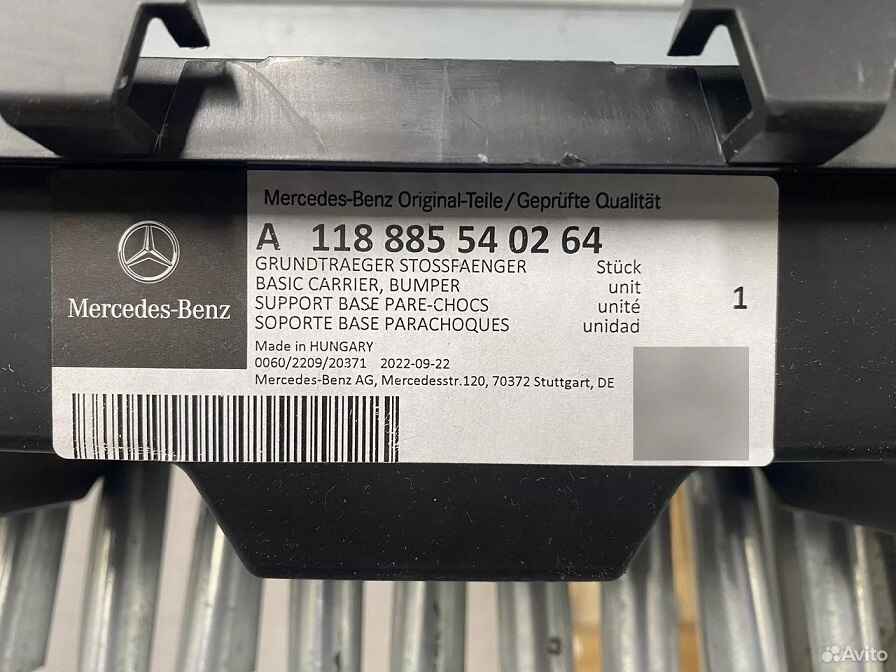 Mercedes-Benz Original-Teile/Geprüfte Qualität
A 118 885 54 02 64
GRUNDTRAEGER STOSSFAENGER Stück
BASIC CARRIER, BUMPER unit
SUPPORT BASE PARE-CHOCS unité
SOPORTE BASE PARACHOQUES unidad
1
Mercedes-Benz
Made in HUNGARY
0060/2209/20371 2022-09-22
Mercedes-Benz AG, Mercedesstr.120, 70372 Stuttgart, DE
Avito